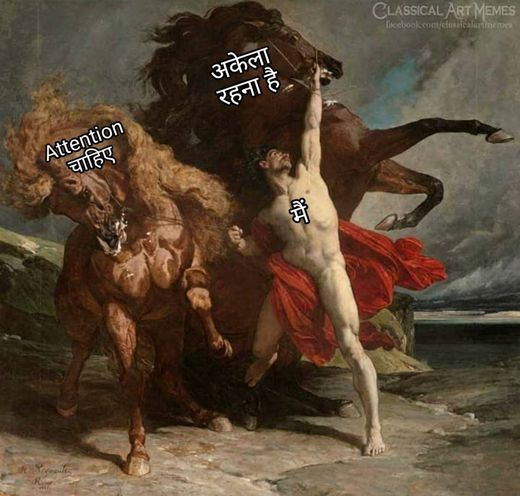 CLASSICAL ART MEMES
facebook.com/classicalartmemes
अकेला
रहना है
Attention
चाहिए
मैं